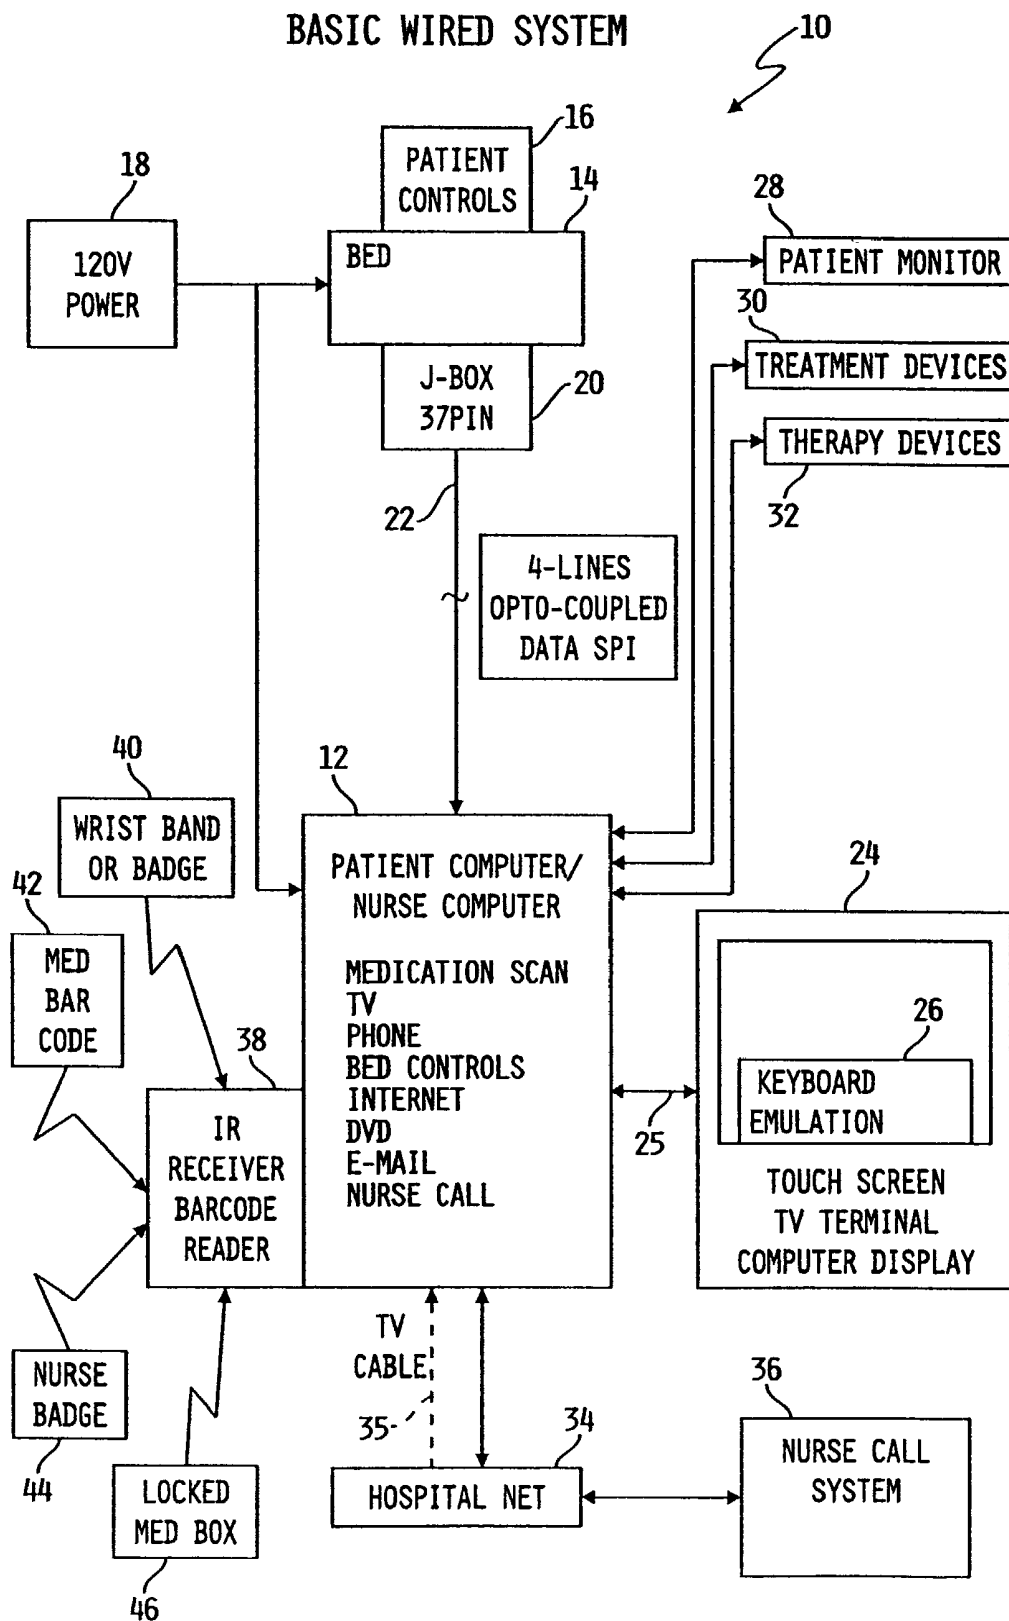 BASIC WIRED SYSTEM
10
16
PATIENT
CONTROLS
18
14
120V
POWER
BED
28
PATIENT MONITOR
30
TREATMENT DEVICES
J-BOX
37PIN
20
THERAPY DEVICES
32
22
4-LINES
OPTO-COUPLED
DATA SPI
40
WRIST BAND
OR BADGE
12
PATIENT COMPUTER/
NURSE COMPUTER
MEDICATION SCAN
TV
PHONE
BED CONTROLS
INTERNET
DVD
E-MAIL
NURSE CALL
42
MED
BAR
CODE
38
IR
RECEIVER
BARCODE
READER
24
26
KEYBOARD
EMULATION
25
TOUCH SCREEN
TV TERMINAL
COMPUTER DISPLAY
NURSE
BADGE
44
TV
CABLE
35
34
HOSPITAL NET
36
NURSE CALL
SYSTEM
LOCKED
MED BOX
46